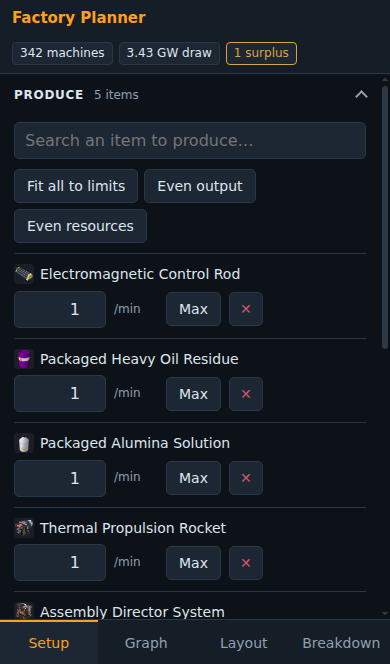 Factory Planner
342 machines 3.43 GW draw 1 surplus
PRODUCE 5 items
Search an item to produce...
Fit all to limits Even output
Even resources
Electromagnetic Control Rod
1 /min Max ✕
Packaged Heavy Oil Residue
1 /min Max ✕
Packaged Alumina Solution
1 /min Max ✕
Thermal Propulsion Rocket
1 /min Max ✕
Assembly Director System
Setup Graph Layout Breakdown